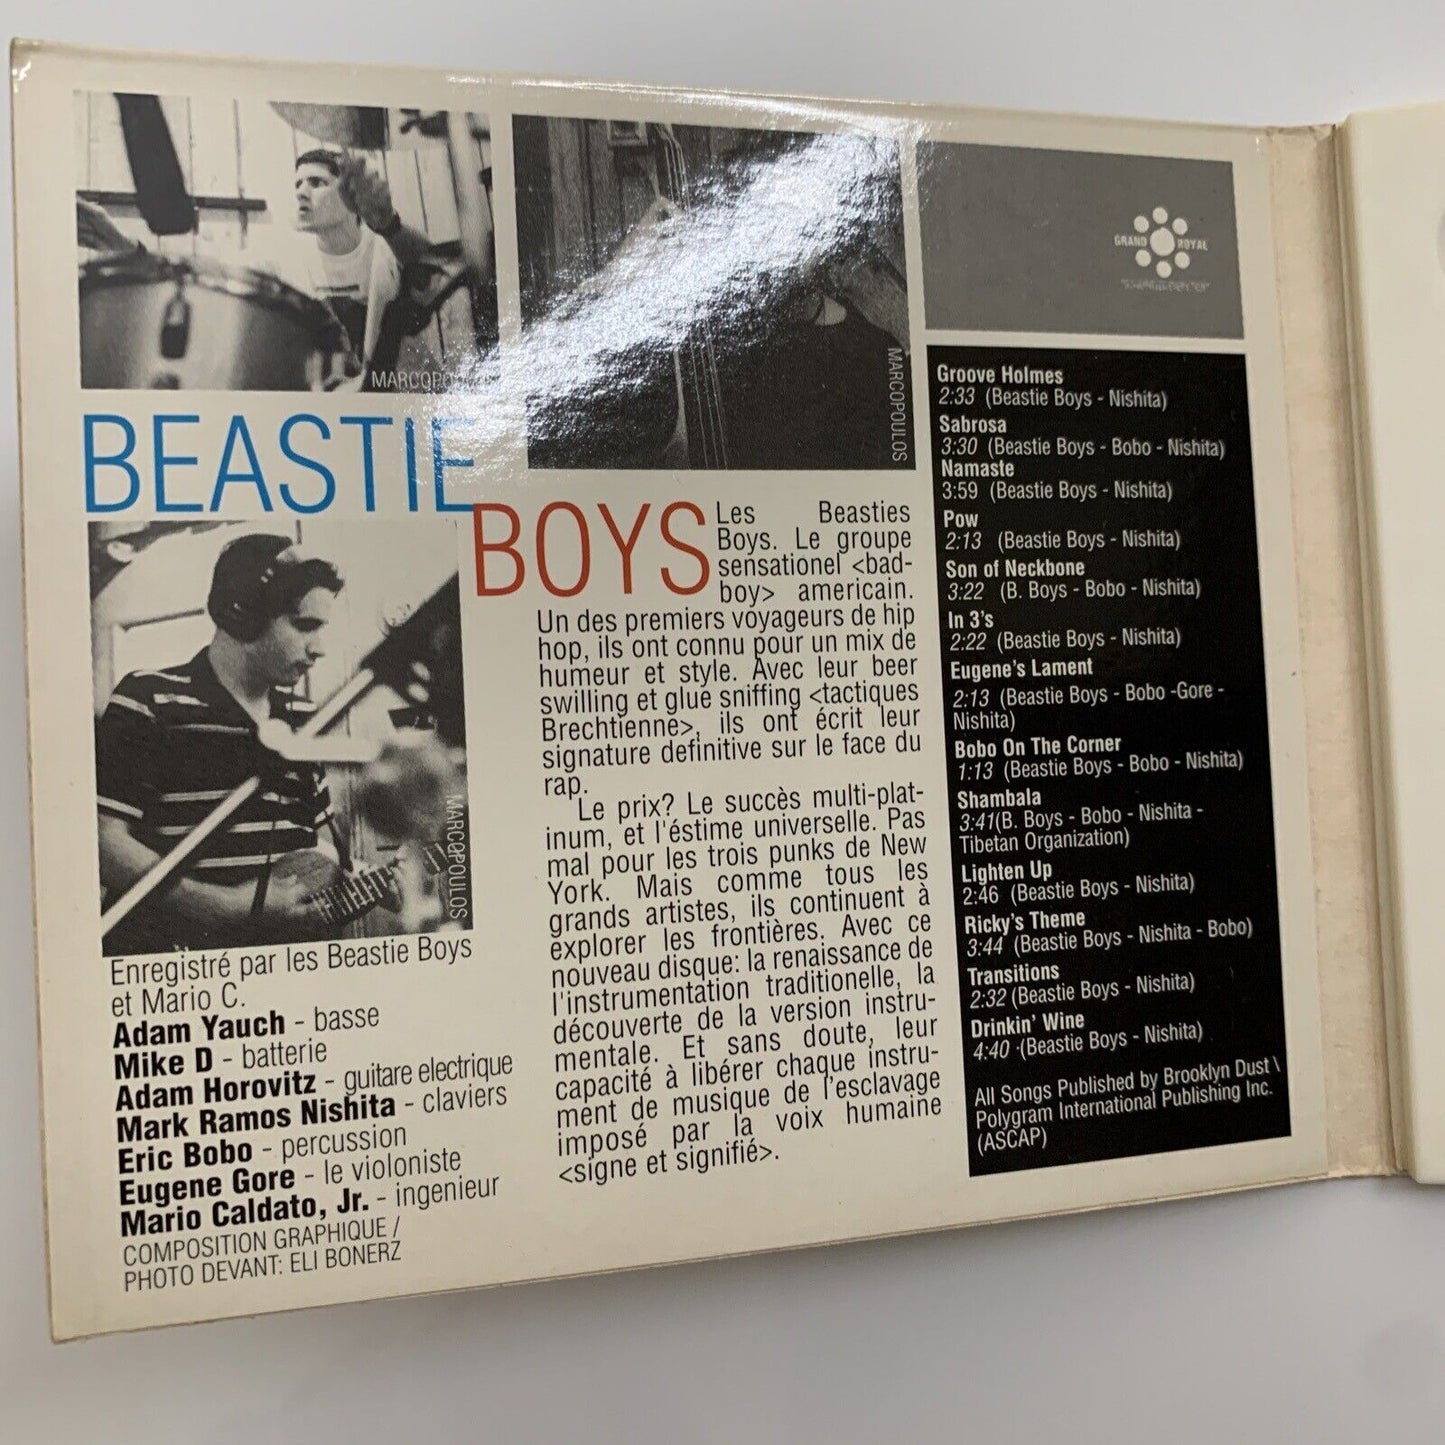 MARCOPOULOS
MARCOPOULOS
GRAND ROYAL
BEASTIE
BOYS
MARCOPOULOS
Enregistré par les Beastie Boys
et Mario C.
Adam Yauch - basse
Mike D - batterie
Adam Horovitz - guitare electrique
Mark Ramos Nishita - claviers
Eric Bobo - percussion
Eugene Gore - le violoniste
Mario Caldato, Jr. - ingenieur
COMPOSITION GRAPHIQUE /
PHOTO DEVANT: ELI BONERZ
Les Beasties
Boys. Le groupe
sensationel <bad-
boy> americain.
Un des premiers voyageurs de hip
hop, ils ont connu pour un mix de
humeur et style. Avec leur beer
swilling et glue sniffing <tactiques
Brechtienne>, ils ont écrit leur
signature definitive sur le face du
rap.
Le prix? Le succès multi-plat-
inum, et l'éstime universelle. Pas
mal pour les trois punks de New
York. Mais comme tous les
grands artistes, ils continuent à
explorer les frontières. Avec ce
nouveau disque: la renaissance de
l'instrumentation traditionelle, la
découverte de la version instru-
mentale. Et sans doute, leur
capacité à libérer chaque instru-
ment de musique de l'esclavage
imposé par la voix humaine
<signe et signifié>.
Groove Holmes
2:33 (Beastie Boys - Nishita)
Sabrosa
3:30 (Beastie Boys - Bobo - Nishita)
Namaste
3:59 (Beastie Boys - Nishita)
Pow
2:13 (Beastie Boys - Nishita)
Son of Neckbone
3:22 (B. Boys - Bobo - Nishita)
In 3's
2:22 (Beastie Boys - Nishita)
Eugene's Lament
2:13 (Beastie Boys - Bobo -Gore -
Nishita)
Bobo On The Corner
1:13 (Beastie Boys - Bobo - Nishita)
Shambala
3:41(B. Boys - Bobo - Nishita -
Tibetan Organization)
Lighten Up
2:46 (Beastie Boys - Nishita)
Ricky's Theme
3:44 (Beastie Boys - Nishita - Bobo)
Transitions
2:32 (Beastie Boys - Nishita)
Drinkin' Wine
4:40 (Beastie Boys - Nishita)
All Songs Published by Brooklyn Dust \
Polygram International Publishing Inc.
(ASCAP)